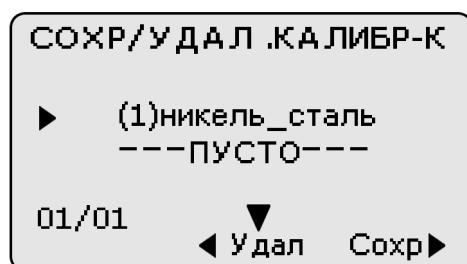 СОХР/УДАЛ .КАЛИБР-К
▶ (1)никель_сталь
---ПУСТО---
01/01 ▼
◀ Удал Сохр▶